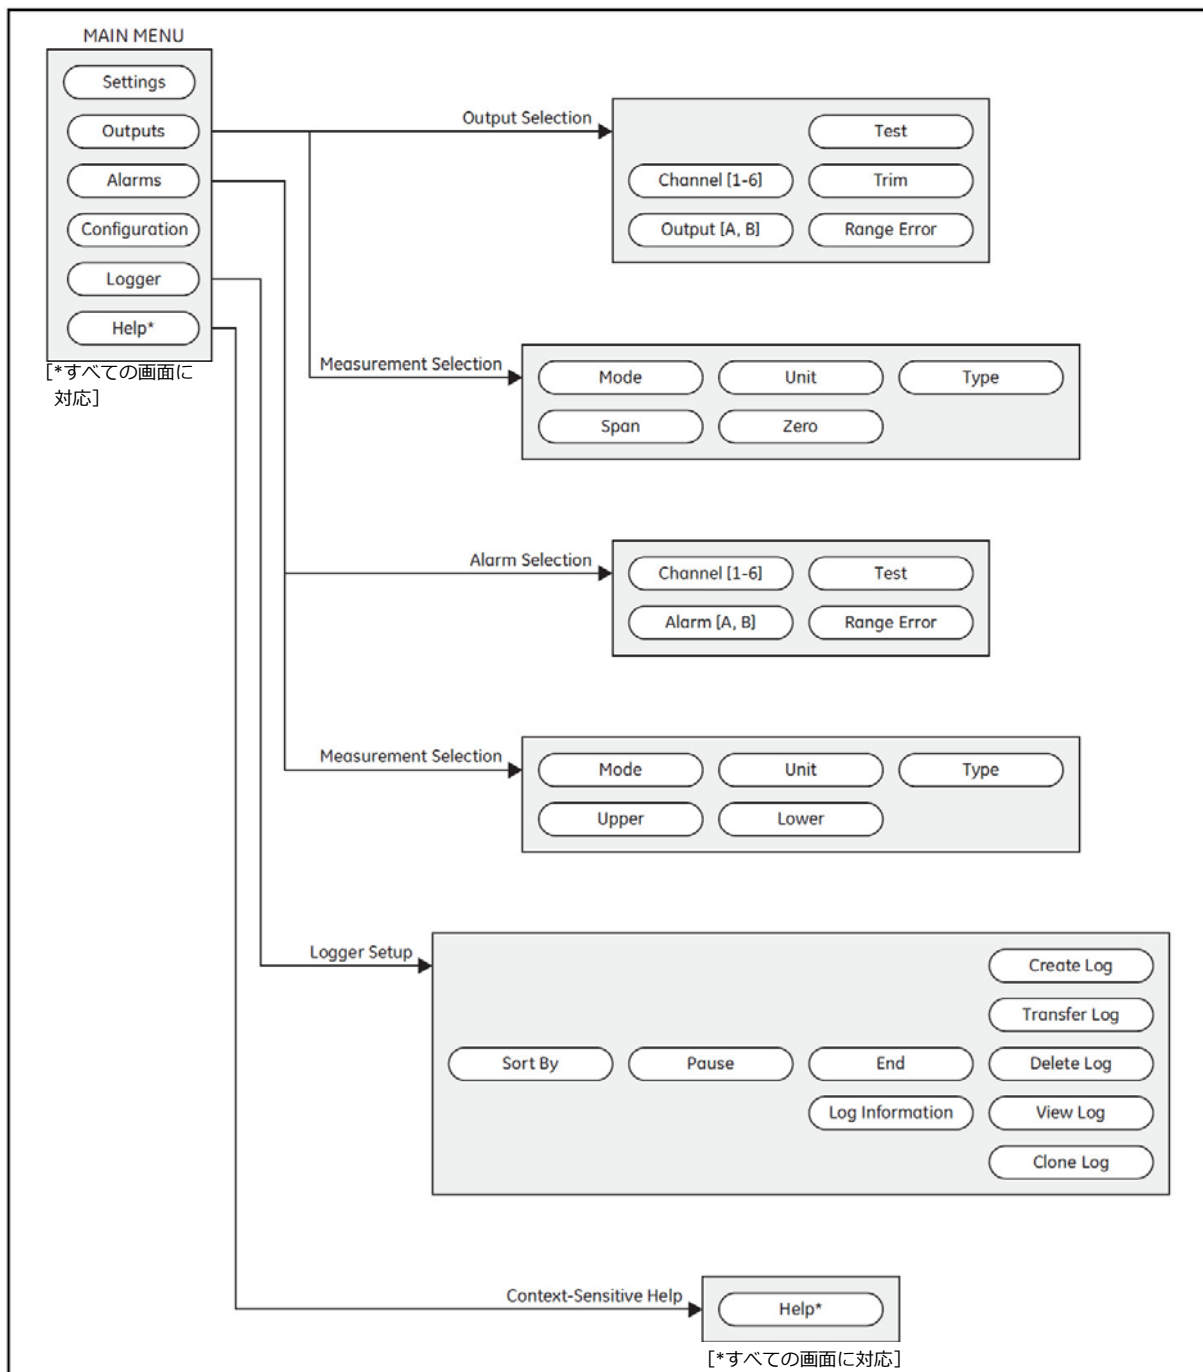 MAIN MENU
Settings
Outputs
Alarms
Configuration
Logger
Help*
[*すべての画面に
対応]
Output Selection
Test
Channel [1-6]
Trim
Output [A, B]
Range Error
Measurement Selection
Mode
Unit
Type
Span
Zero
Alarm Selection
Channel [1-6]
Test
Alarm [A, B]
Range Error
Measurement Selection
Mode
Unit
Type
Upper
Lower
Logger Setup
Create Log
Transfer Log
Sort By
Pause
End
Delete Log
Log Information
View Log
Clone Log
Context-Sensitive Help
Help*
[*すべての画面に対応]